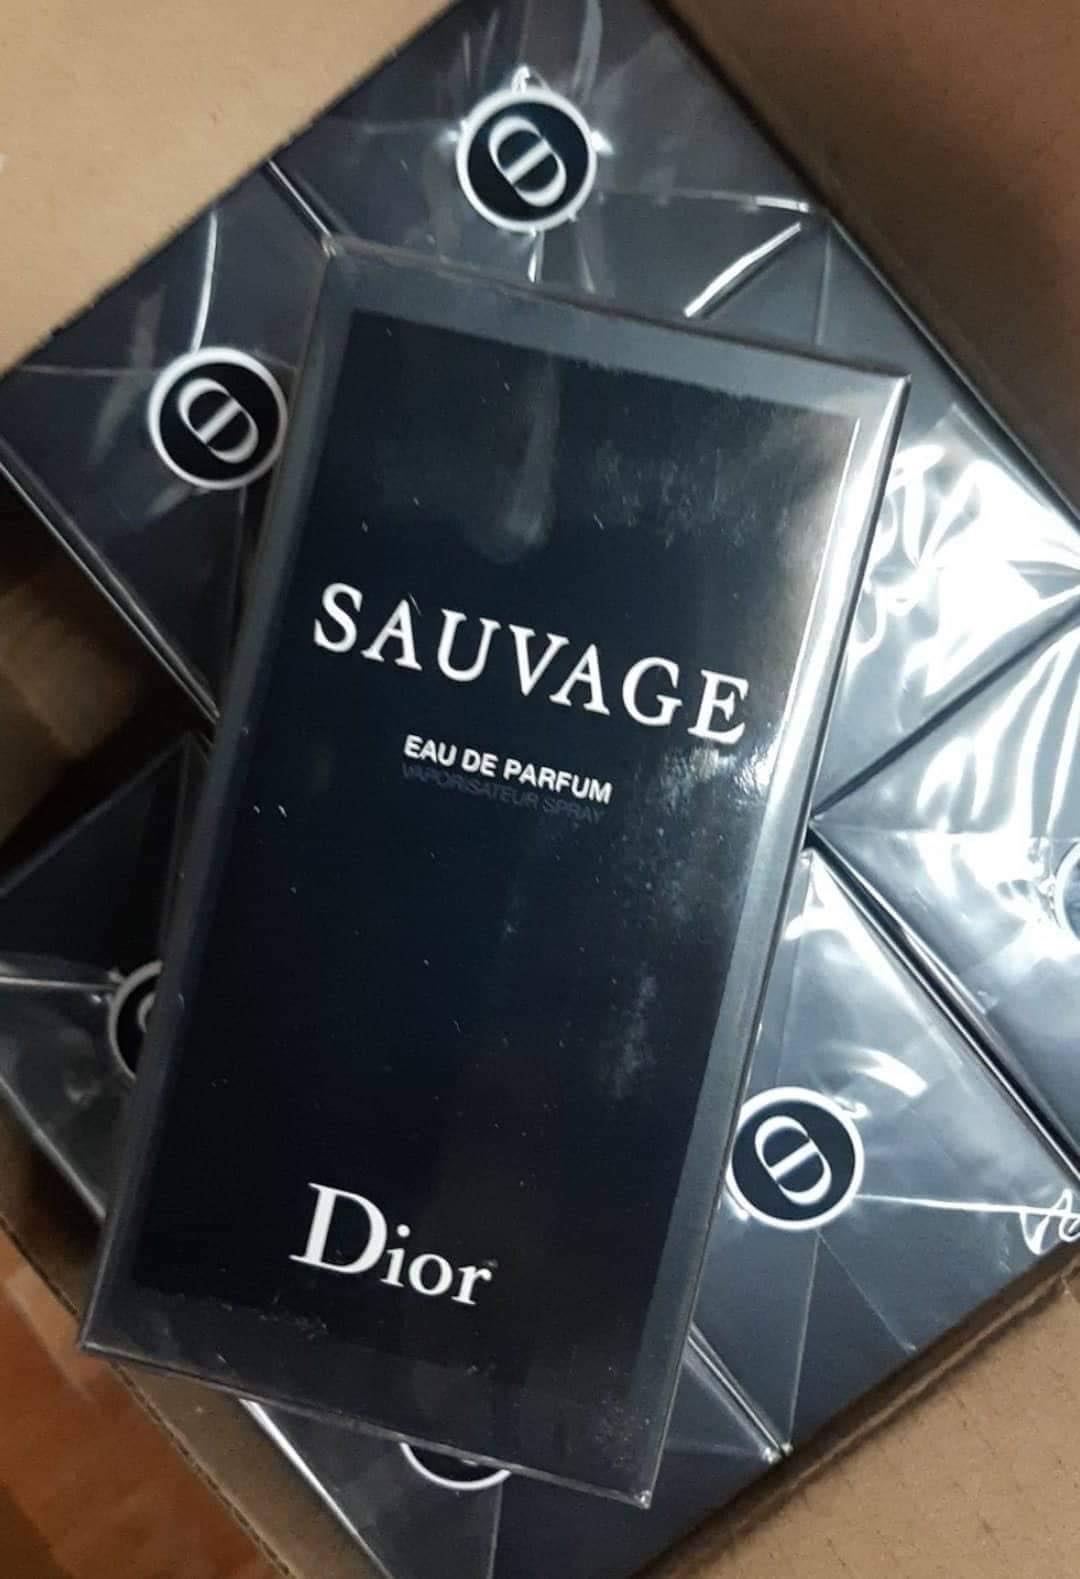 SAUVAGE
EAU DE PARFUM
VAPORISATEUR SPRAY
Dior